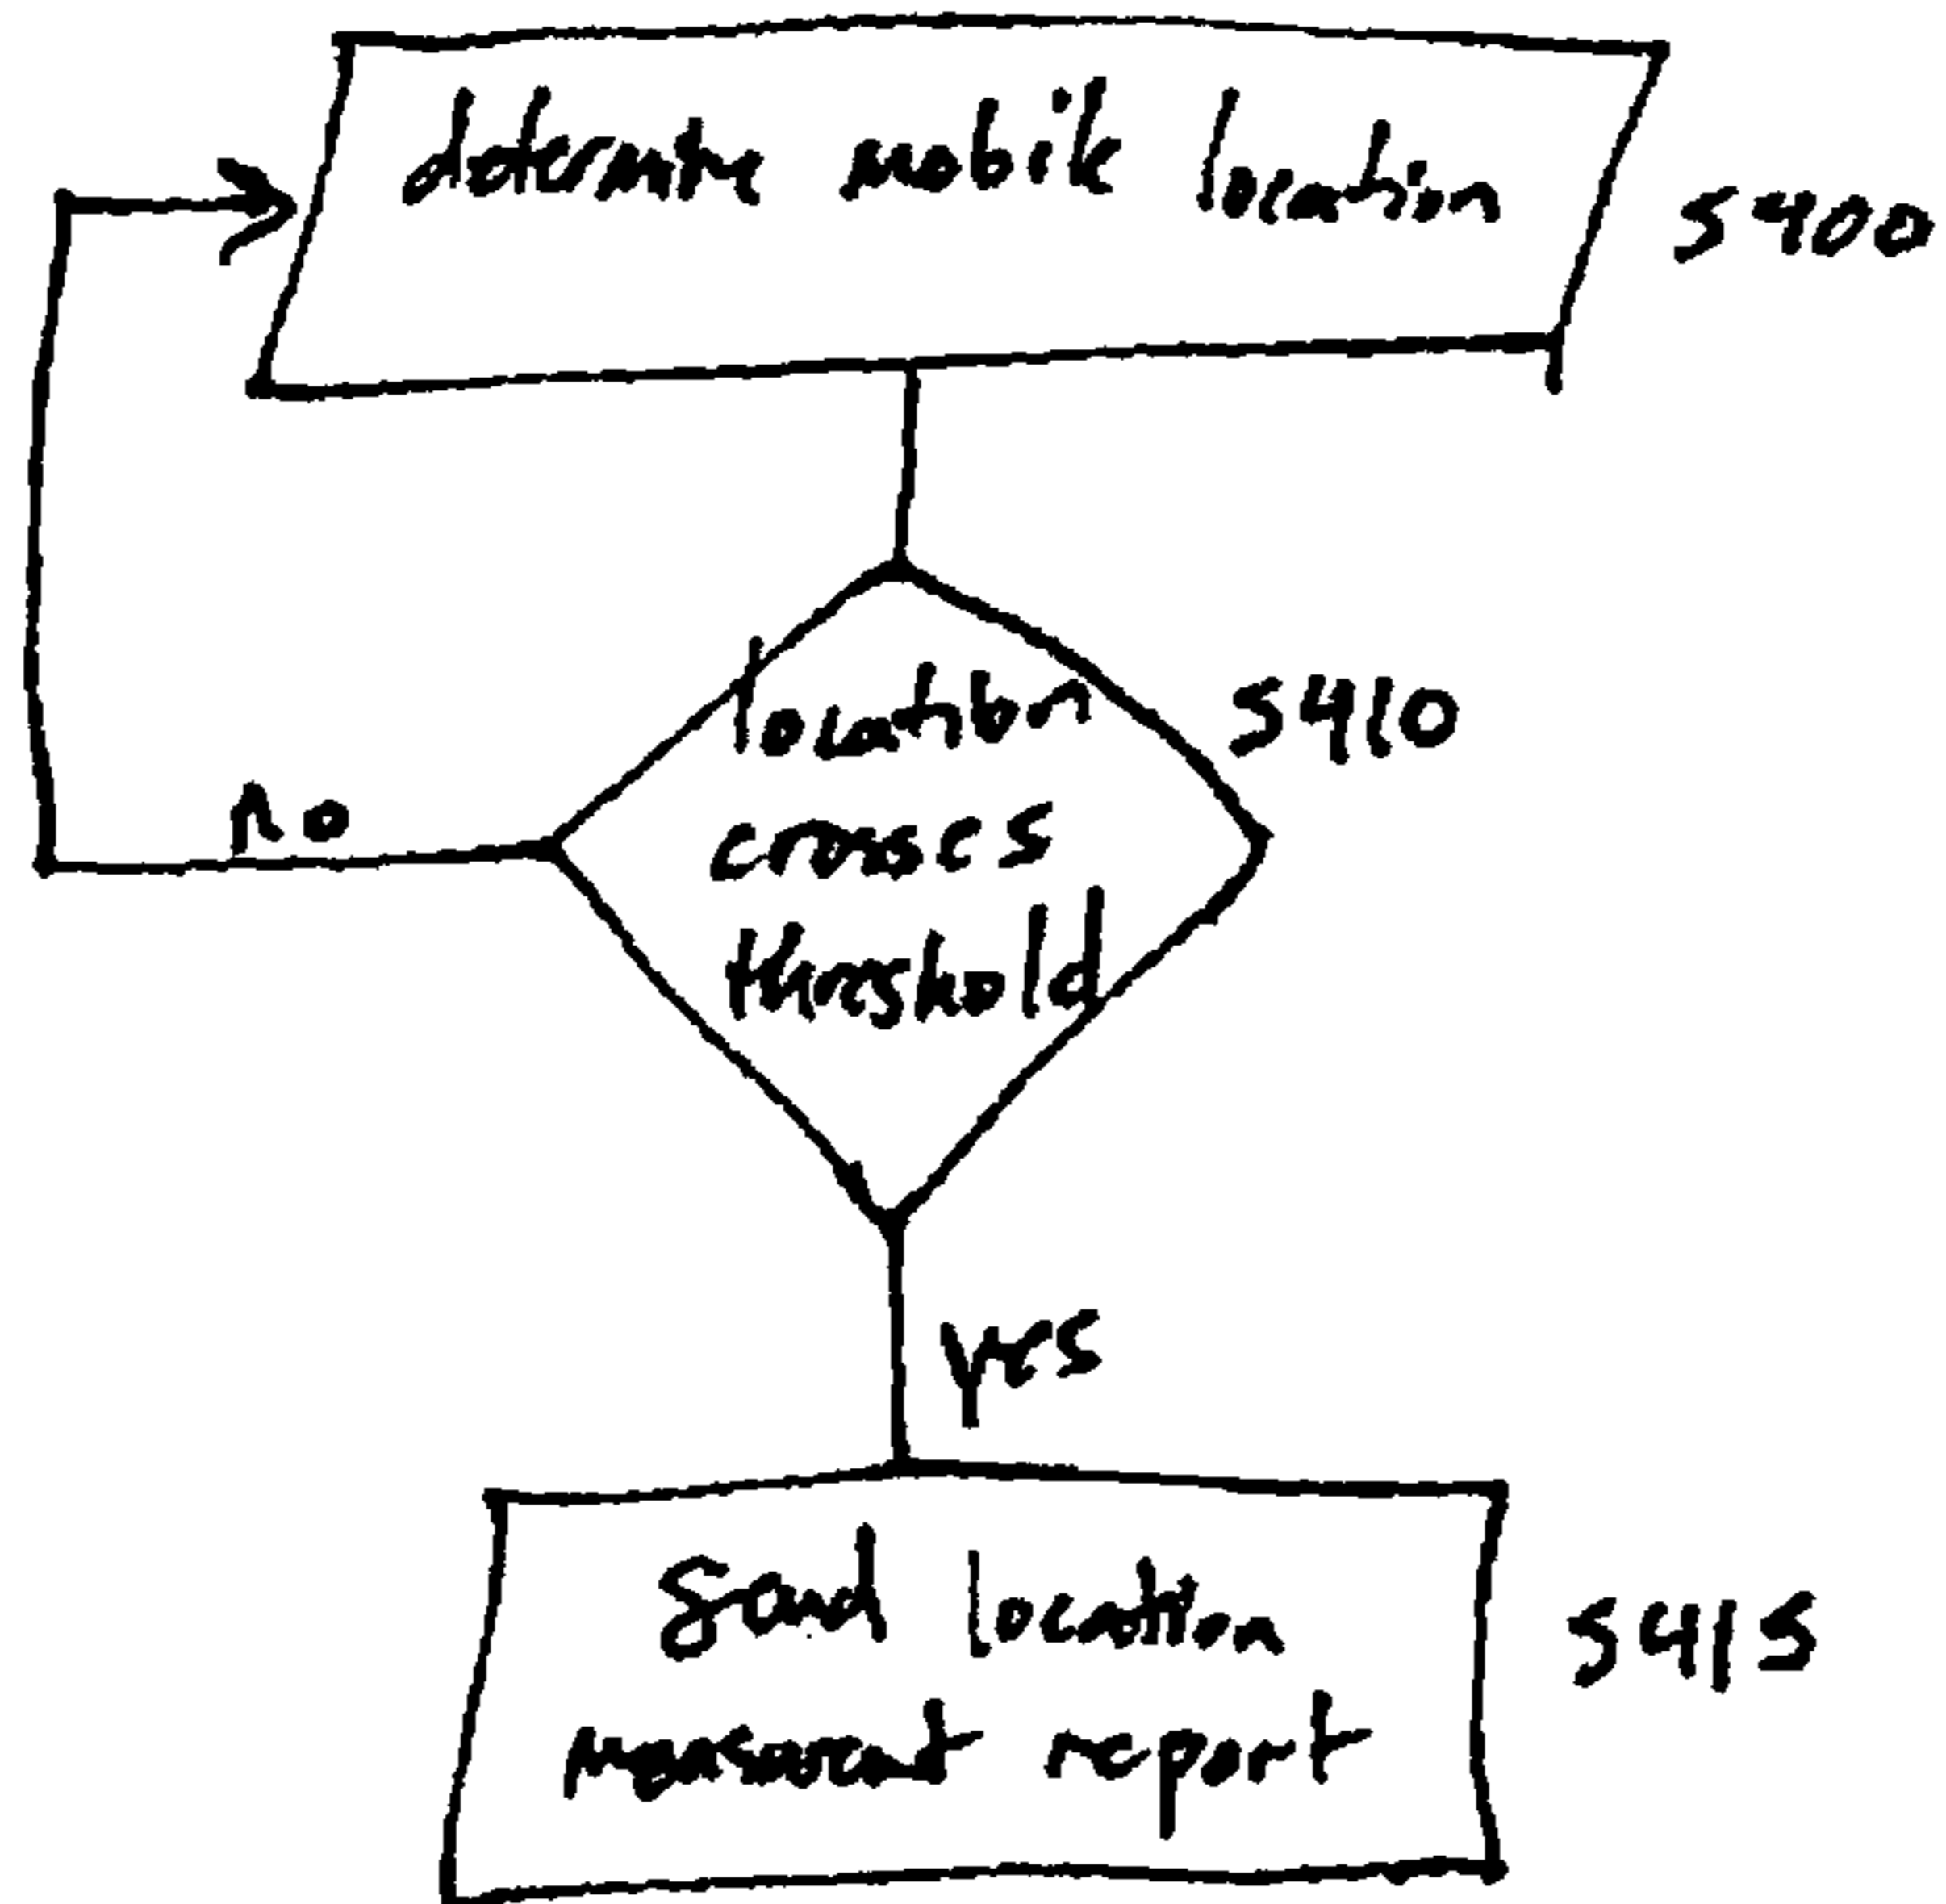 determine mobile location
S400
location
S410
crosses
no
threshold
yes
Send location
S415
measurement report